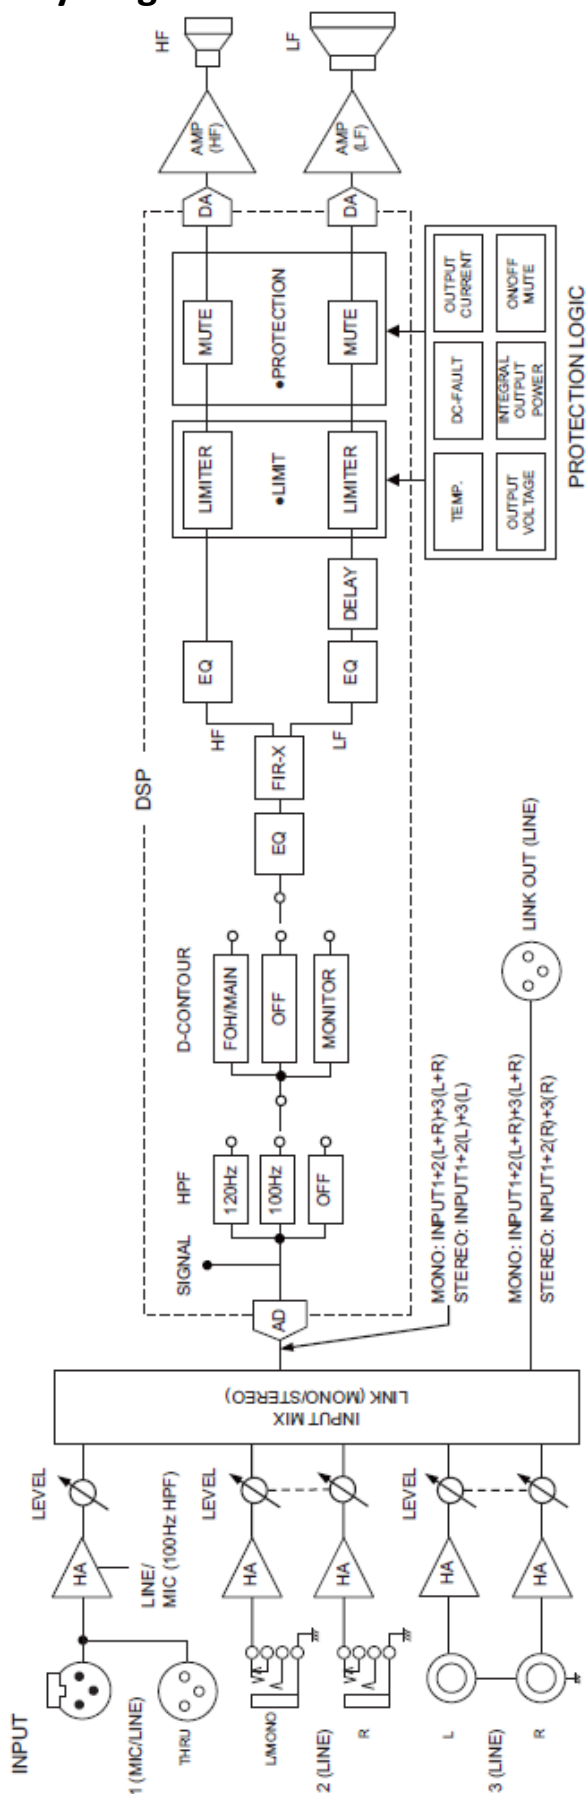 INPUT
1 (MIC/LINE)
THRU
HA
LINE/
MIC (100Hz HPF)
LEVEL
L/MONO
2 (LINE)
R
HA
HA
LEVEL
L
3 (LINE)
R
HA
HA
LEVEL
INPUT MIX
LINK (MONO/STEREO)
MONO: INPUT1+2(L+R)+3(L+R)
STEREO: INPUT1+2(L)+3(L)
MONO: INPUT1+2(L+R)+3(L+R)
STEREO: INPUT1+2(R)+3(R)
LINK OUT (LINE)
AD
SIGNAL
DSP
HPF
120Hz
100Hz
OFF
D-CONTOUR
FOH/MAIN
OFF
MONITOR
EQ
FIR-X
HF
LF
EQ
EQ
DELAY
LIMITER
●LIMIT
LIMITER
MUTE
●PROTECTION
MUTE
DA
DA
AMP
(HF)
AMP
(LF)
HF
LF
TEMP.
DC-FAULT
OUTPUT
CURRENT
OUTPUT
VOLTAGE
INTEGRAL
OUTPUT
POWER
ON/OFF
MUTE
PROTECTION LOGIC